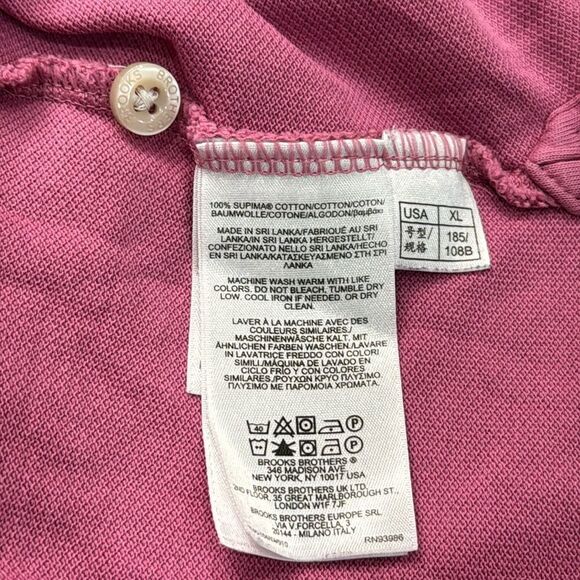 BROOKS BROTHERS
100% SUPIMA® COTTON/COTTON/COTON/
BAUMWOLLE/COTONE/ALGODON/βαμβάκι
MADE IN SRI LANKA/FABRIQUÉ AU SRI
LANKA/IN SRI LANKA HERGESTELLT/
CONFEZIONATO NELLO SRI LANKA/HECHO
EN SRI LANKA/ΚΑΤΑΣΚΕΥΑΣΜΕΝΟ ΣΤΗ ΣΡΙ
ΛΑΝΚΑ
MACHINE WASH WARM WITH LIKE
COLORS. DO NOT BLEACH. TUMBLE DRY
LOW. COOL IRON IF NEEDED. OR DRY
CLEAN.
LAVER À LA MACHINE AVEC DES
COULEURS SIMILAIRES./
MASCHINENWÄSCHE KALT. MIT
ÄHNLICHEN FARBEN WASCHEN/LAVARE
IN LAVATRICE FREDDO CON COLORI
SIMILI/MÁQUINA DE LAVADO EN
CICLO FRÍO Y CON COLORES
SIMILARES./ΡΟΥΧΩΝ ΚΡΥΟ ΠΛΥΣΙΜΟ.
ΠΛΥΣΙΜΟ ΜΕ ΠΑΡΟΜΟΙΑ ΧΡΩΜΑΤΑ.
40 P
P
BROOKS BROTHERS ®
346 MADISON AVE
NEW YORK, NY 10017 USA
BROOKS BROTHERS UK LTD.
2ND FLOOR, 35 GREAT MARLBOROUGH ST.
LONDON W1F 7JF
BROOKS BROTHERS EUROPE SRL
VIA V.FORCELLA, 3
20144 - MILANO ITALY
RN93986
USA XL
号型/ 185/
规格 108B